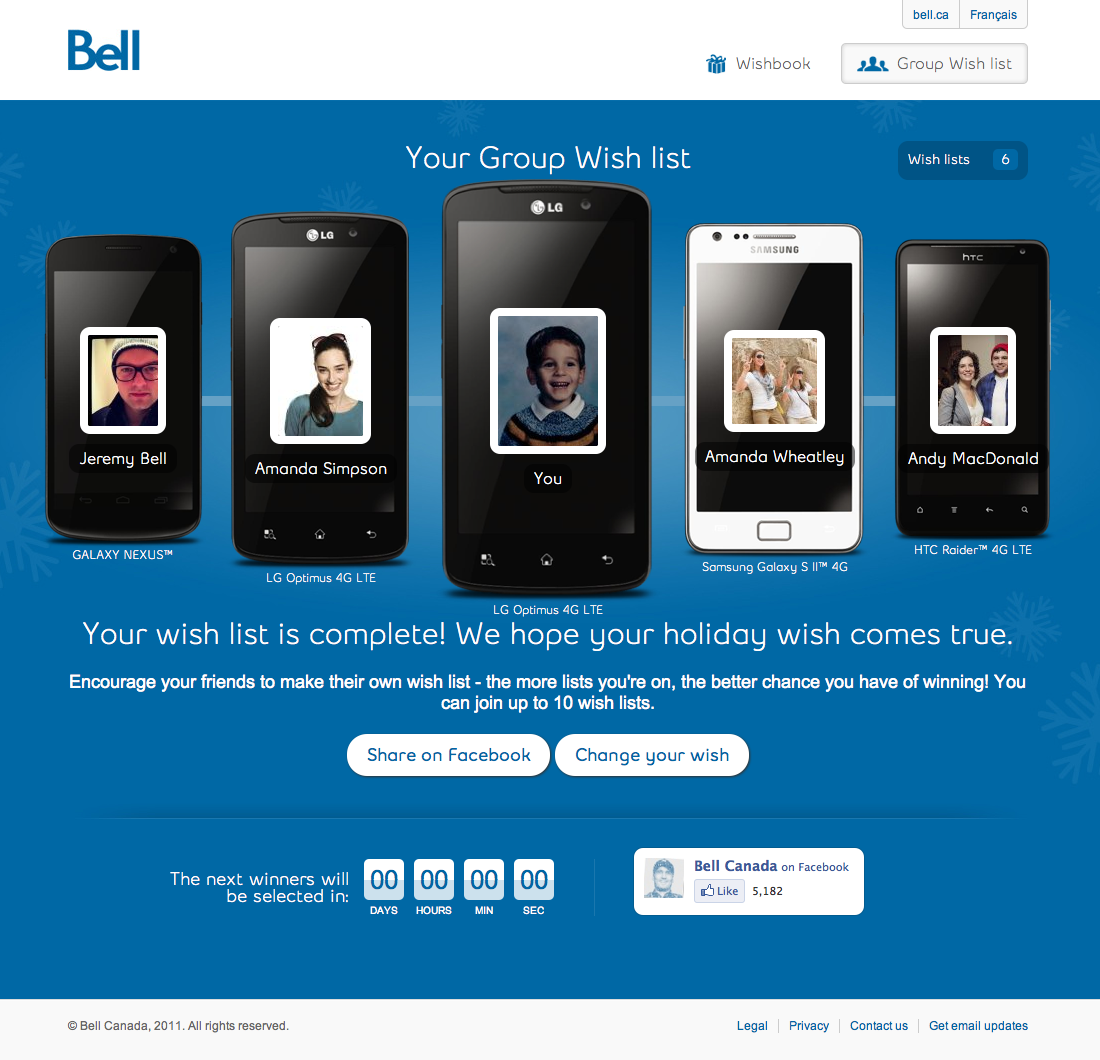 bell.ca
Français
Bell
Wishbook
Group Wish list
Your Group Wish list
Wish lists 6
LG
LG
SAMSUNG
hTC
Jeremy Bell
Amanda Simpson
You
Amanda Wheatley
Andy MacDonald
GALAXY NEXUS™
LG Optimus 4G LTE
LG Optimus 4G LTE
Samsung Galaxy S II™ 4G
HTC Raider™ 4G LTE
Your wish list is complete! We hope your holiday wish comes true.
Encourage your friends to make their own wish list - the more lists you're on, the better chance you have of winning! You
can join up to 10 wish lists.
Share on Facebook
Change your wish
The next winners will
be selected in:
00 00 00 00
DAYS HOURS MIN SEC
Bell Canada on Facebook
Like 5,182
© Bell Canada, 2011. All rights reserved.
Legal Privacy Contact us Get email updates